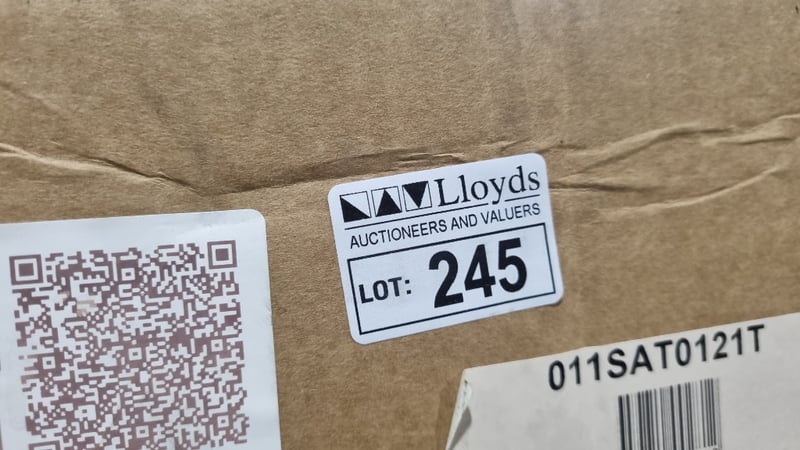 Lloyds
AUCTIONEERS AND VALUERS
LOT: 245
011SAT0121T